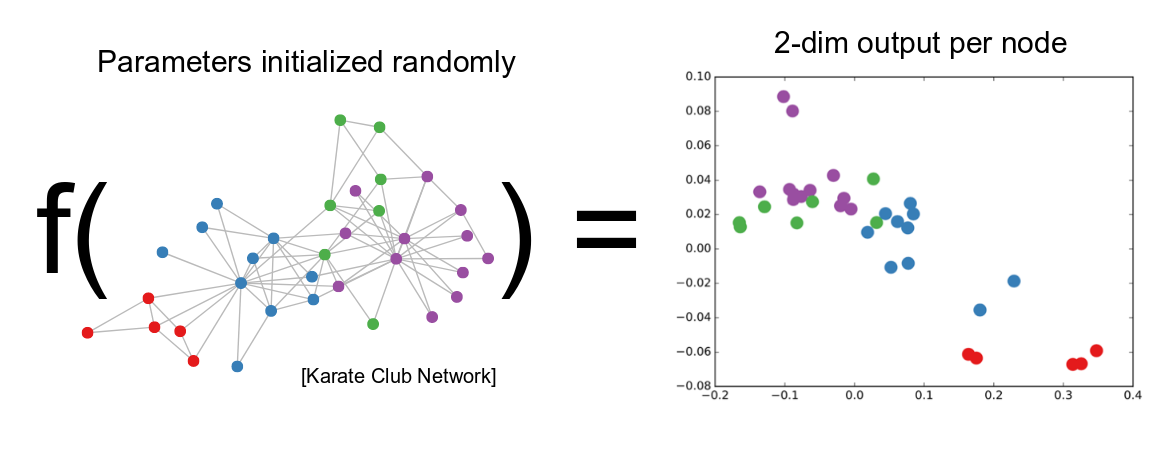 Parameters initialized randomly
f( ) =
[Karate Club Network]
2-dim output per node
0.10
0.08
0.06
0.04
0.02
0.00
−0.02
−0.04
−0.06
−0.08
−0.2 −0.1 0.0 0.1 0.2 0.3 0.4